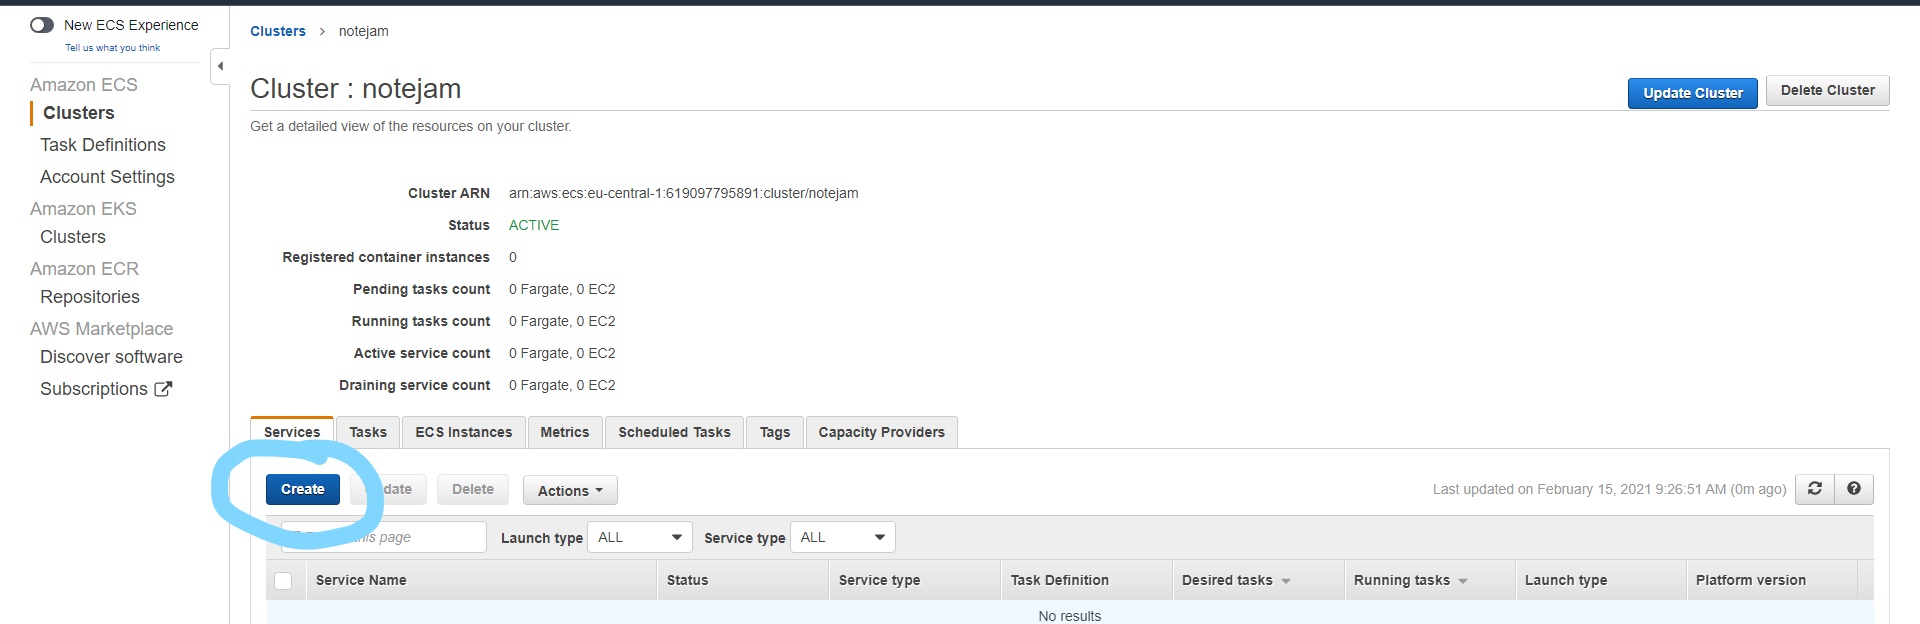 New ECS Experience
Tell us what you think
Amazon ECS
Clusters
Task Definitions
Account Settings
Amazon EKS
Clusters
Amazon ECR
Repositories
AWS Marketplace
Discover software
Subscriptions
Clusters > notejam
Cluster : notejam
Update Cluster Delete Cluster
Get a detailed view of the resources on your cluster.
Cluster ARN arn:aws:ecs:eu-central-1:619097795891:cluster/notejam
Status ACTIVE
Registered container instances 0
Pending tasks count 0 Fargate, 0 EC2
Running tasks count 0 Fargate, 0 EC2
Active service count 0 Fargate, 0 EC2
Draining service count 0 Fargate, 0 EC2
Services Tasks ECS Instances Metrics Scheduled Tasks Tags Capacity Providers
Create date Delete Actions Last updated on February 15, 2021 9:26:51 AM (0m ago)
this page Launch type ALL Service type ALL
Service Name Status Service type Task Definition Desired tasks Running tasks Launch type Platform version
No results